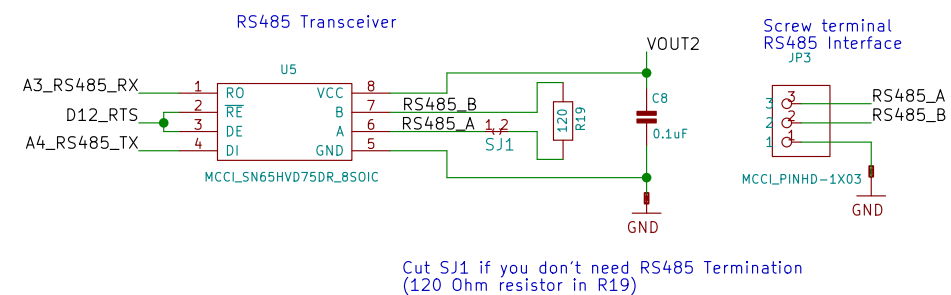 RS485 Transceiver
Screw terminal
RS485 Interface
JP3
VOUT2
U5
A3_RS485_RX
1 RO VCC 8
2 RE B 7 RS485_B
D12_RTS
3 DE A 6 RS485_A 1 2 SJ1
A4_RS485_TX
4 DI GND 5
MCCI_SN65HVD75DR_8SOIC
120 R19
C8
0.1uF
GND
3 3 RS485_A
2 2 RS485_B
1 1
MCCI_PINHD-1X03
GND
Cut SJ1 if you don't need RS485 Termination
(120 Ohm resistor in R19)